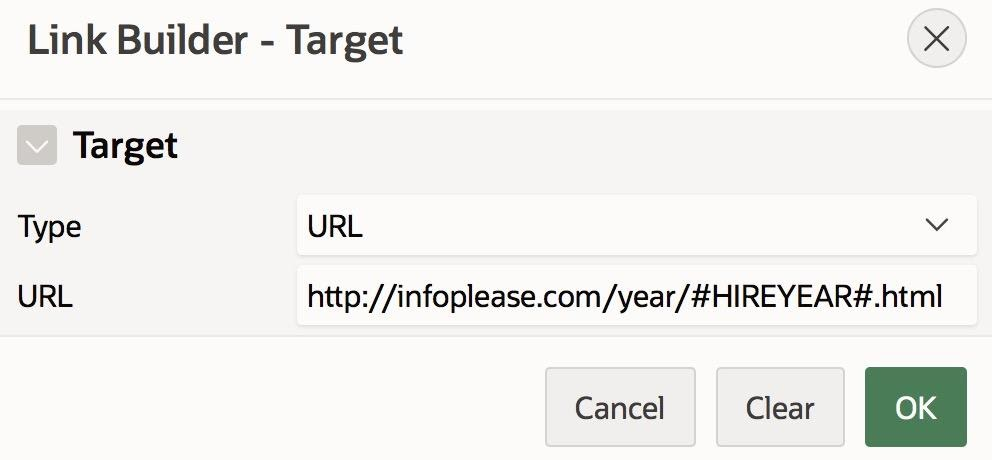 Link Builder - Target
Target
Type URL
URL http://infoplease.com/year/#HIREYEAR#.html
Cancel Clear OK